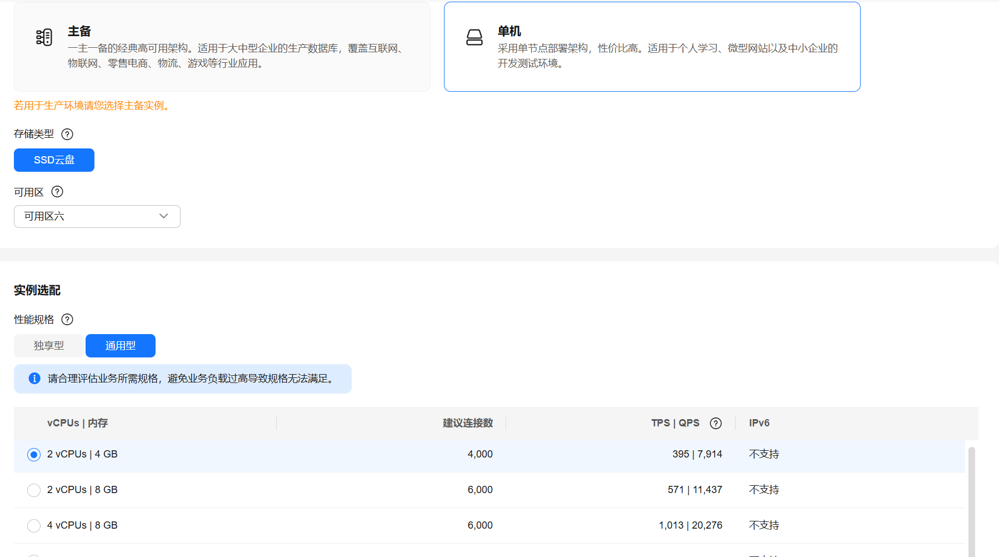 主备
一主一备的经典高可用架构。适用于大中型企业的生产数据库，覆盖互联网、
物联网、零售电商、物流、游戏等行业应用。
单机
采用单节点部署架构，性价比高。适用于个人学习、微型网站以及中小企业的
开发测试环境。
若用于生产环境请您选择主备实例。
存储类型
SSD云盘
可用区
可用区六
实例选配
性能规格
独享型 通用型
请合理评估业务所需规格，避免业务负载过高导致规格无法满足。
vCPUs | 内存 建议连接数 TPS | QPS IPv6
2 vCPUs | 4 GB 4,000 395 | 7,914 不支持
2 vCPUs | 8 GB 6,000 571 | 11,437 不支持
4 vCPUs | 8 GB 6,000 1,013 | 20,276 不支持